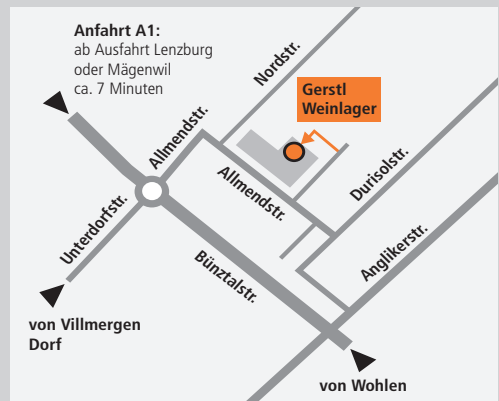 Anfahrt A1:
ab Ausfahrt Lenzburg
oder Mägenwil
ca. 7 Minuten
Nordstr.
Gerstl
Weinlager
Allmendstr.
Allmendstr.
Durisolstr.
Unterdorfstr.
Anglikerstr.
Bünztalstr.
von Villmergen
Dorf
von Wohlen